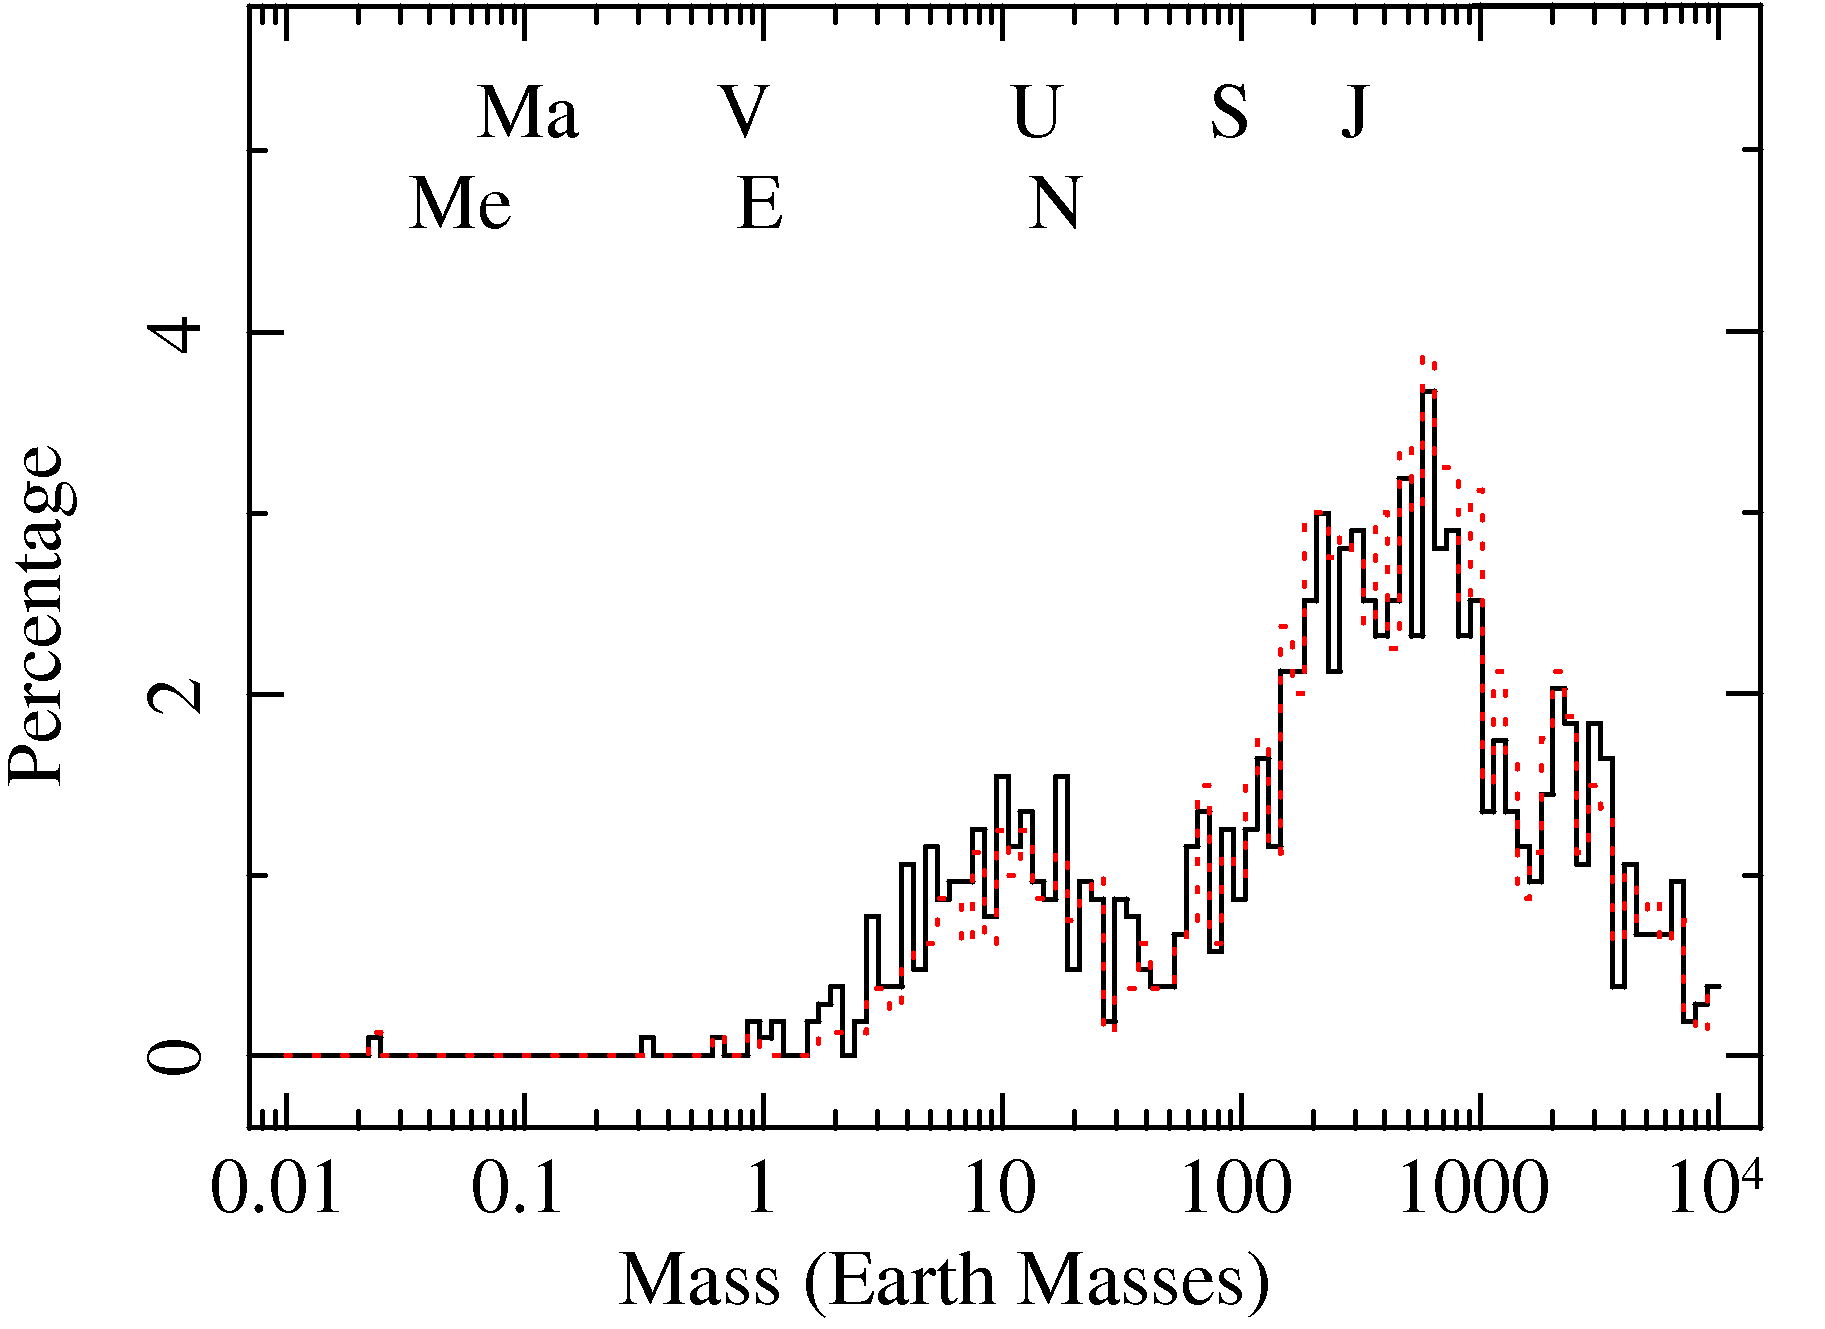 Ma V U S J
Me E N
4
2
0
Percentage
0.01 0.1 1 10 100 1000 10⁴
Mass (Earth Masses)